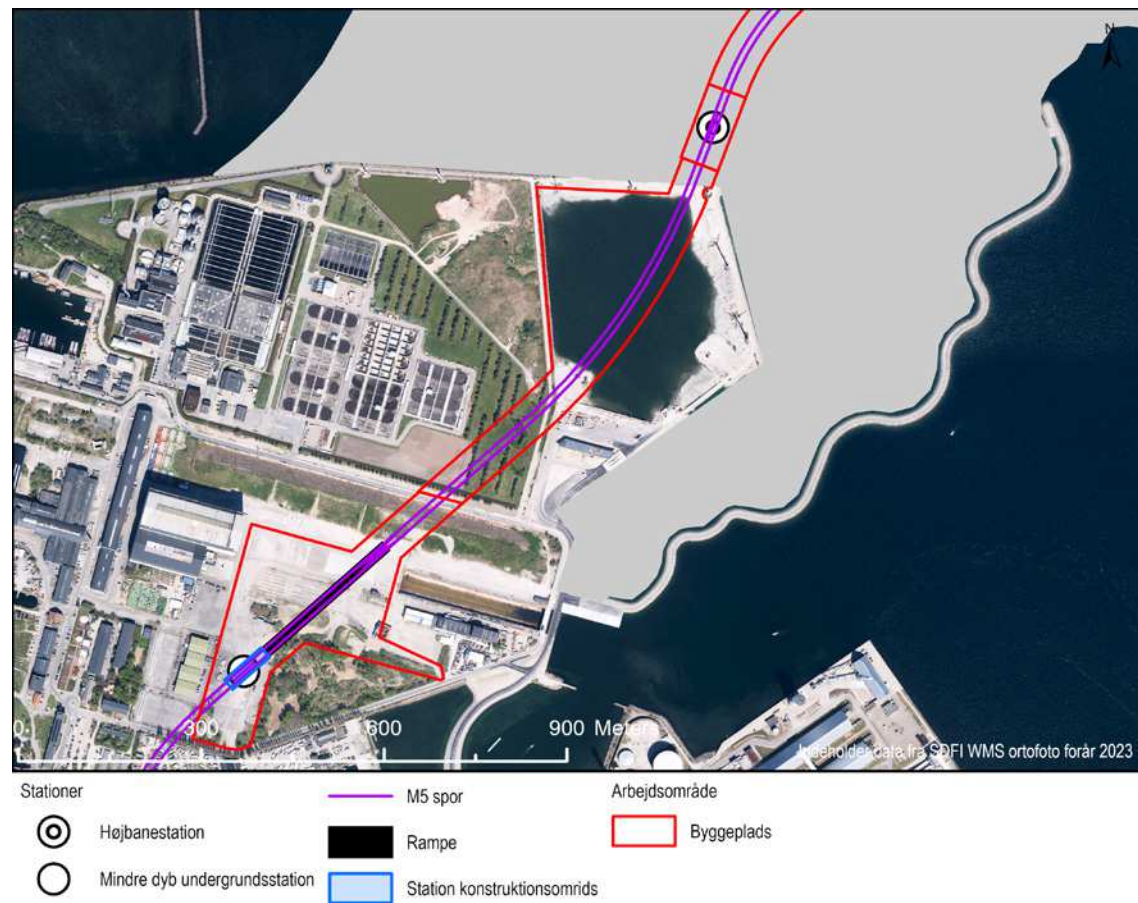 N
0
300
600
900 Meters
Indeholder data fra SDFI WMS ortofoto forår 2023
Stationer
Højbanestation
Mindre dyb undergrundsstation
M5 spor
Rampe
Station konstruktionsomrids
Arbejdsområde
Byggeplads